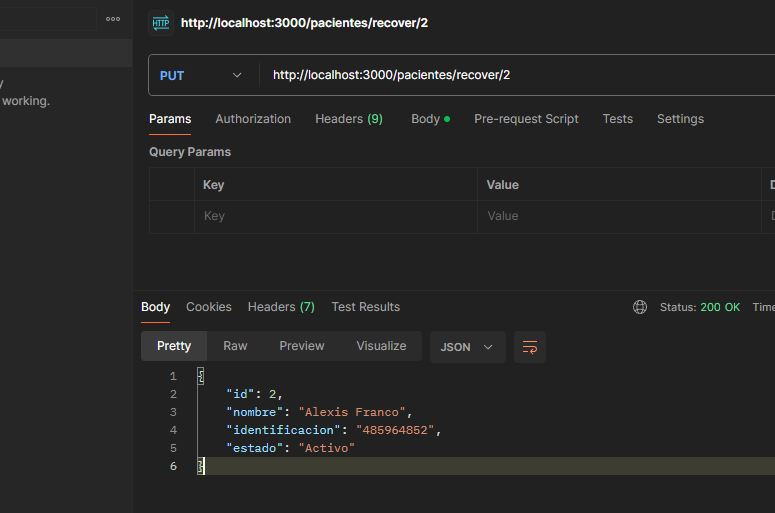 HTTP http://localhost:3000/pacientes/recover/2
PUT http://localhost:3000/pacientes/recover/2
working.
Params Authorization Headers (9) Body Pre-request Script Tests Settings
Query Params
Key Value
Key Value
Body Cookies Headers (7) Test Results Status: 200 OK Time
Pretty Raw Preview Visualize JSON
1 {
2 "id": 2,
3 "nombre": "Alexis Franco",
4 "identificacion": "485964852",
5 "estado": "Activo"
6 }